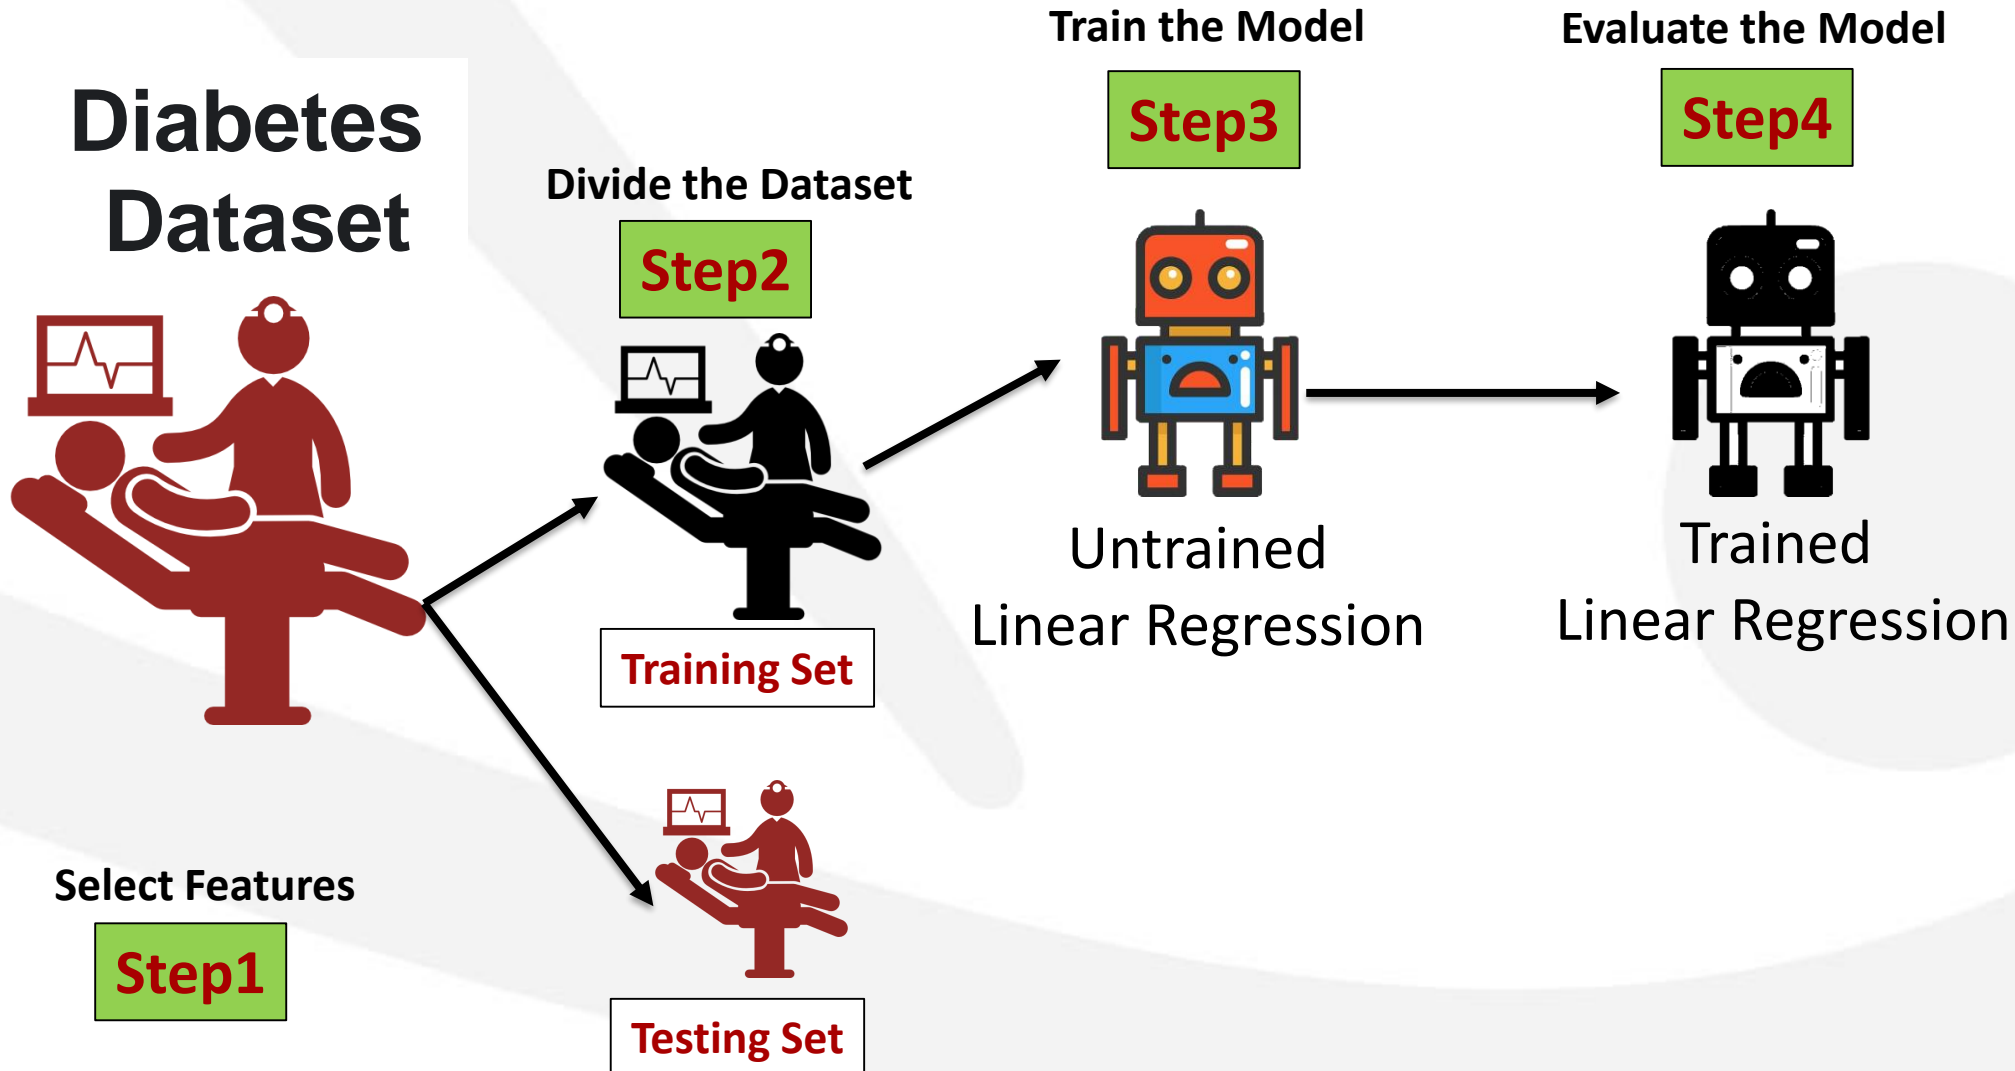 Diabetes
Dataset
Select Features
Step1
Divide the Dataset
Step2
Training Set
Testing Set
Train the Model
Step3
Untrained
Linear Regression
Evaluate the Model
Step4
Trained
Linear Regression